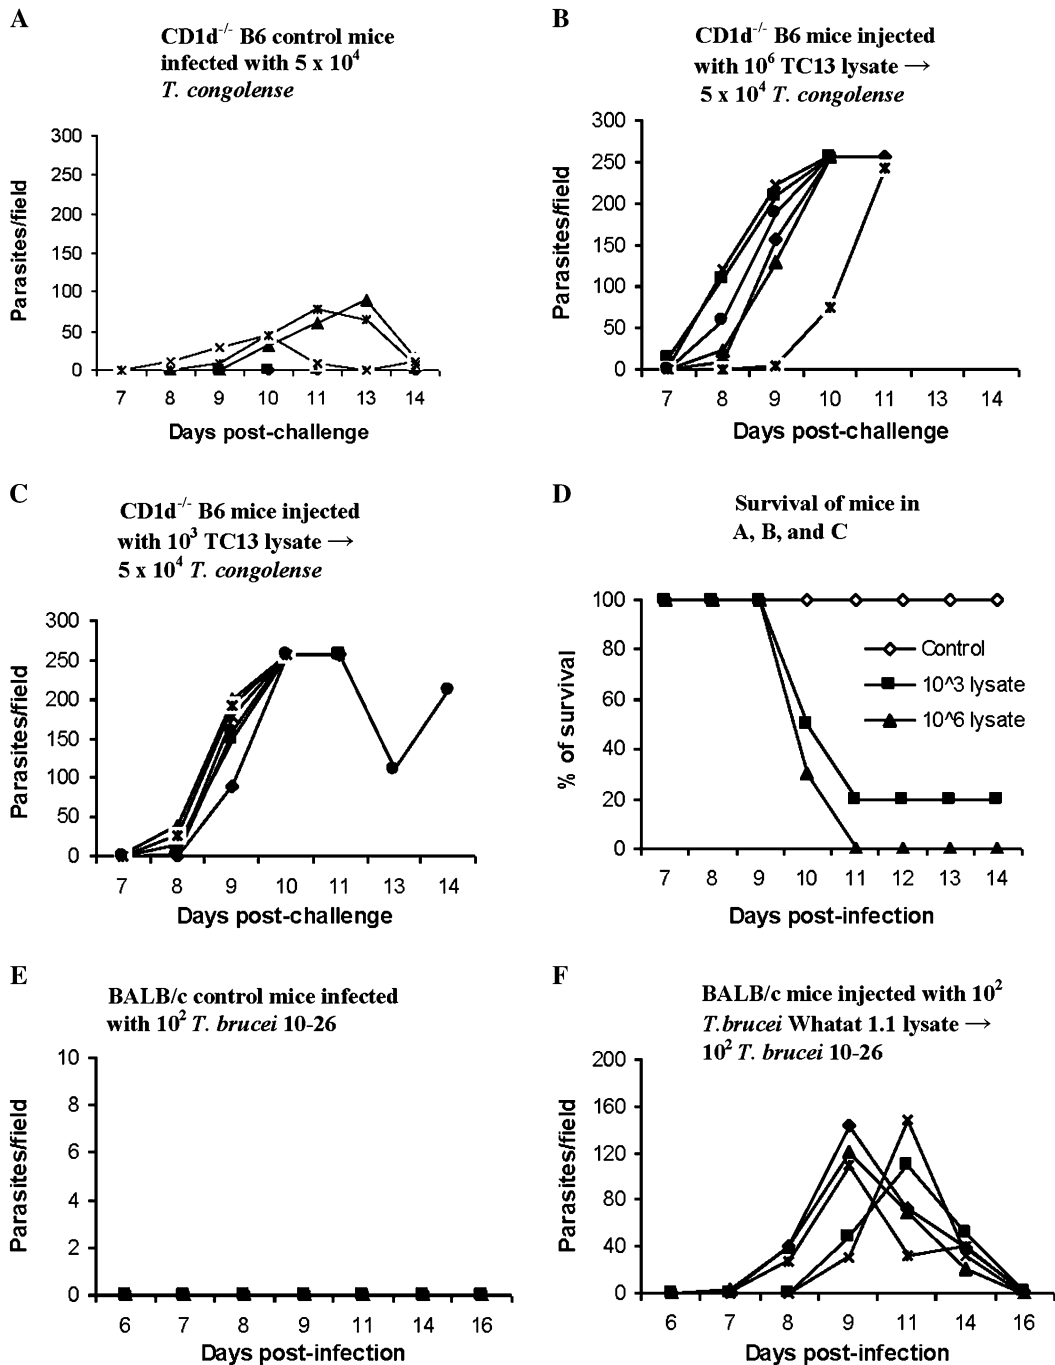 A
CD1d-/- B6 control mice
infected with 5 x 10^4
T. congolense
300
250
200
150
100
50
0
Parasites/field
7 8 9 10 11 13 14
Days post-challenge
B
CD1d-/- B6 mice injected
with 10^6 TC13 lysate →
5 x 10^4 T. congolense
300
250
200
150
100
50
0
Parasites/field
7 8 9 10 11 13 14
Days post-challenge
C
CD1d-/- B6 mice injected
with 10^3 TC13 lysate →
5 x 10^4 T. congolense
300
250
200
150
100
50
0
Parasites/field
7 8 9 10 11 13 14
Days post-challenge
D
Survival of mice in
A, B, and C
100
80
60
40
20
0
% of survival
Control
10^3 lysate
10^6 lysate
7 8 9 10 11 12 13 14
Days post-infection
E
BALB/c control mice infected
with 10^2 T. brucei 10-26
10
8
6
4
2
0
Parasites/field
6 7 8 9 11 14 16
Days post-infection
F
BALB/c mice injected with 10^2
T.brucei Whatat 1.1 lysate →
10^2 T. brucei 10-26
200
160
120
80
40
0
Parasites/field
6 7 8 9 11 14 16
Days post-infection